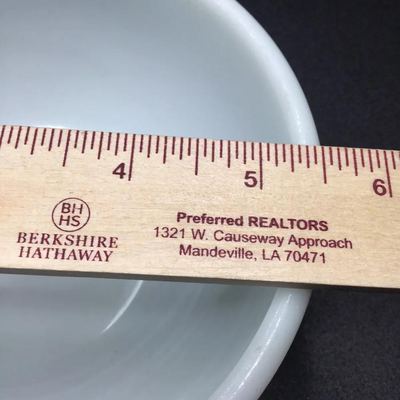 4 5 6
BH
HS
BERKSHIRE
HATHAWAY
Preferred REALTORS
1321 W. Causeway Approach
Mandeville, LA 70471